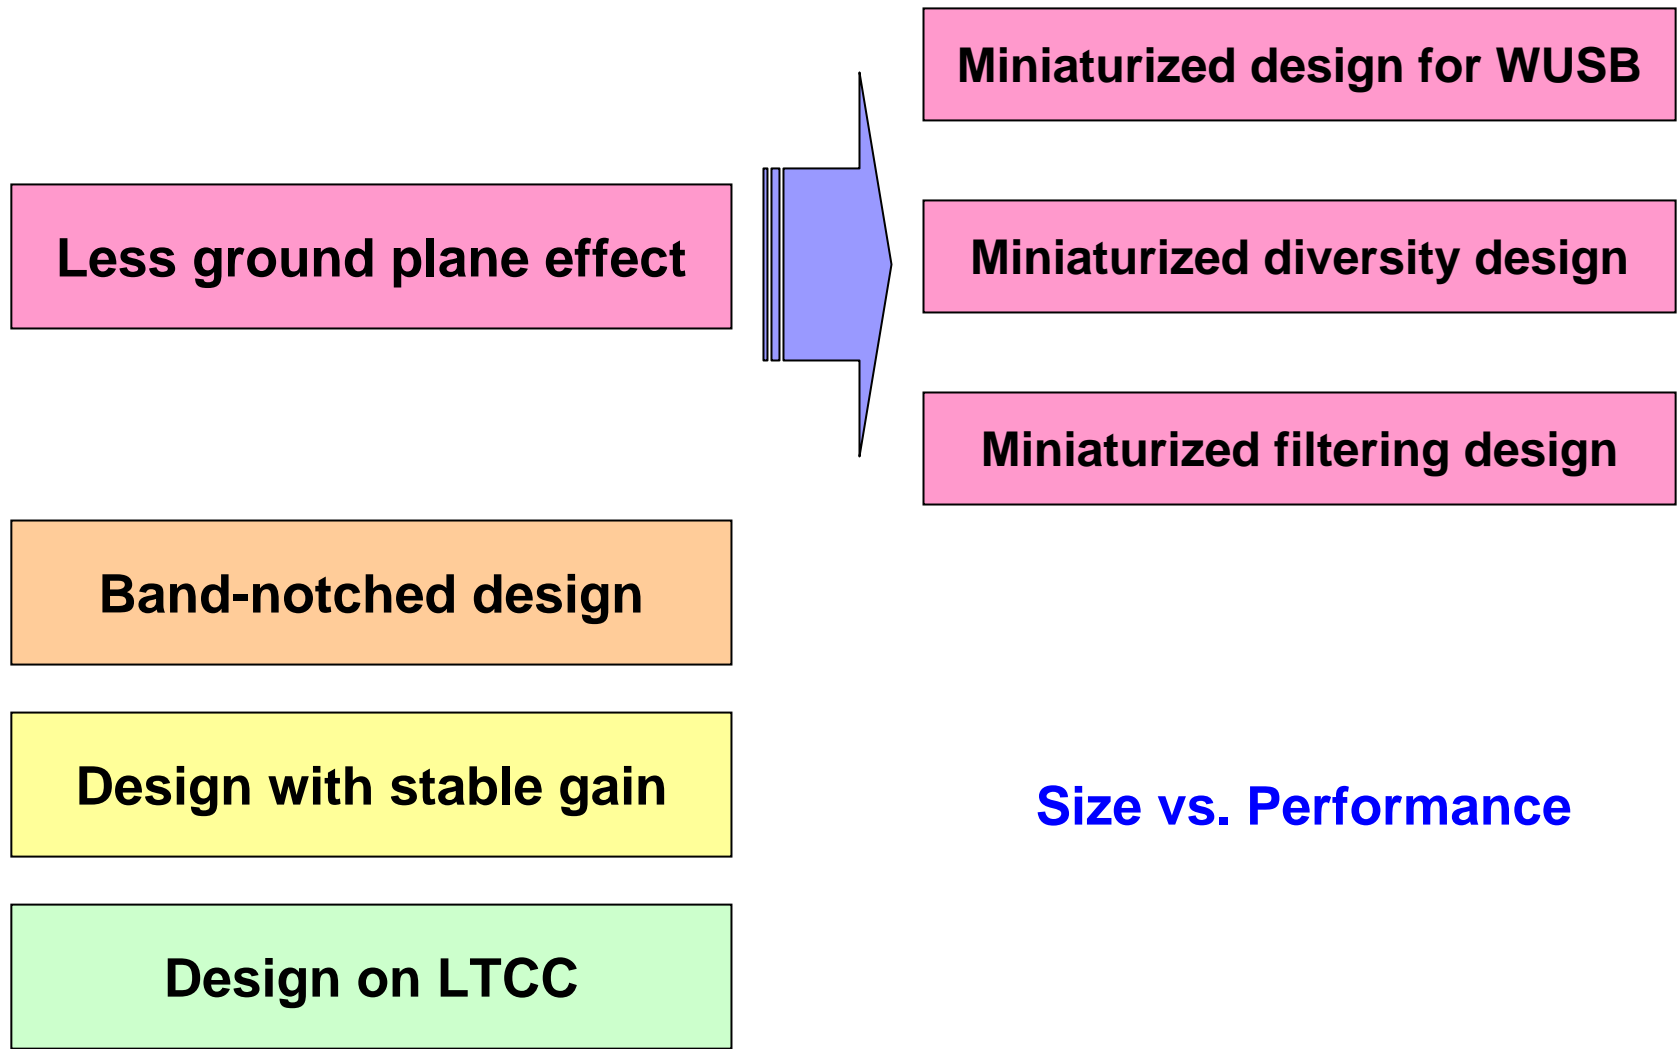 Less ground plane effect
Miniaturized design for WUSB
Miniaturized diversity design
Miniaturized filtering design
Band-notched design
Design with stable gain
Design on LTCC
Size vs. Performance